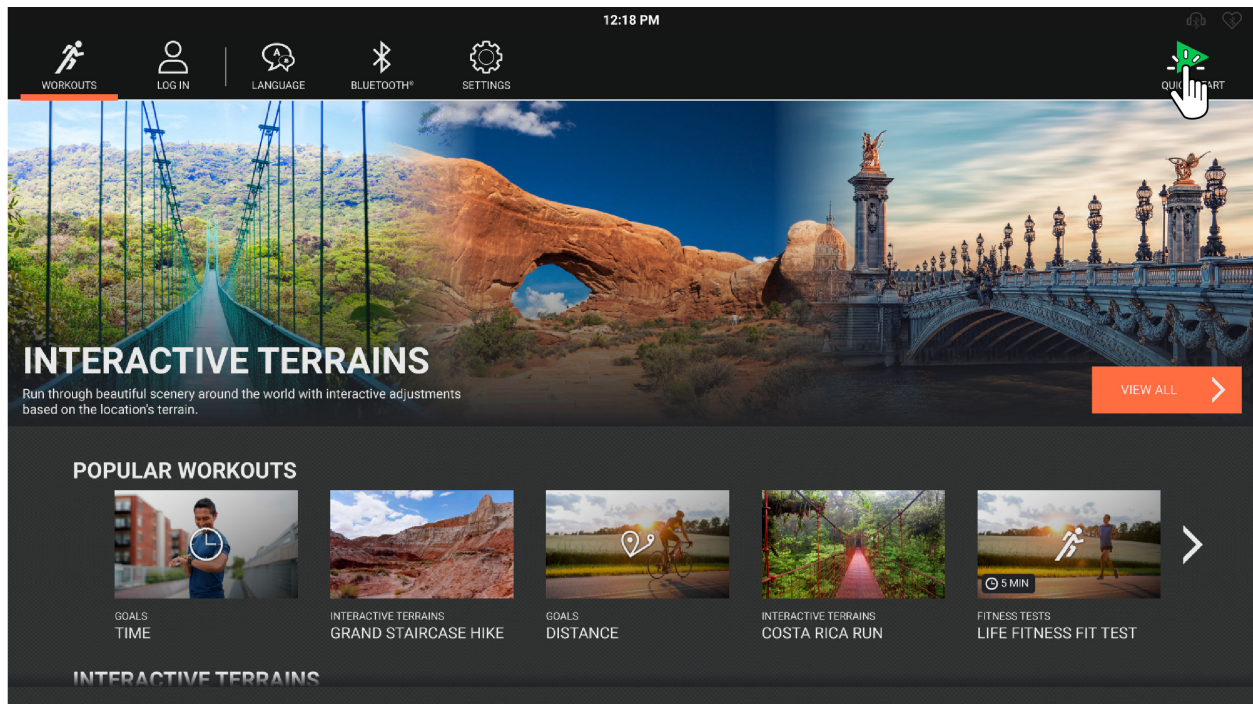 12:18 PM
WORKOUTS
LOG IN
LANGUAGE
BLUETOOTH®
SETTINGS
INTERACTIVE TERRAINS
Run through beautiful scenery around the world with interactive adjustments
based on the location's terrain.
VIEW ALL
POPULAR WORKOUTS
5 MIN
GOALS
TIME
INTERACTIVE TERRAINS
GRAND STAIRCASE HIKE
GOALS
DISTANCE
INTERACTIVE TERRAINS
COSTA RICA RUN
FITNESS TESTS
LIFE FITNESS FIT TEST
INTERACTIVE TERRAINS